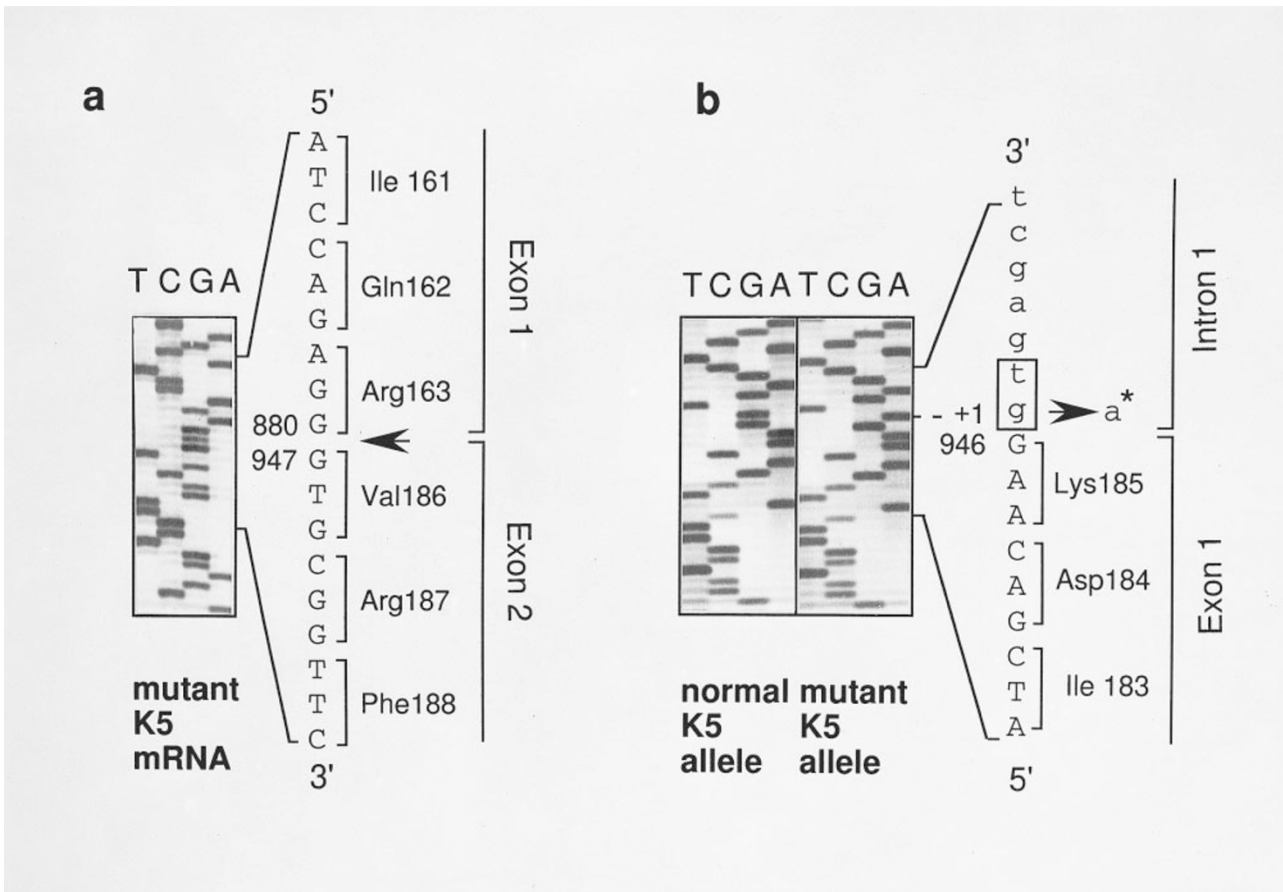 a
5'
A
T
C
Ile 161
C
A
G
Gln162
A
G
G
Arg163
Exon 1
880
947
G
T
G
Val186
C
G
G
Arg187
T
T
C
Phe188
Exon 2
3'
T C G A
mutant
K5
mRNA
b
3'
t
c
g
a
g
t
g
a*
Intron 1
+1
946
G
A
A
Lys185
C
A
G
Asp184
C
T
A
Ile 183
Exon 1
5'
T C G A T C G A
normal mutant
K5 K5
allele allele